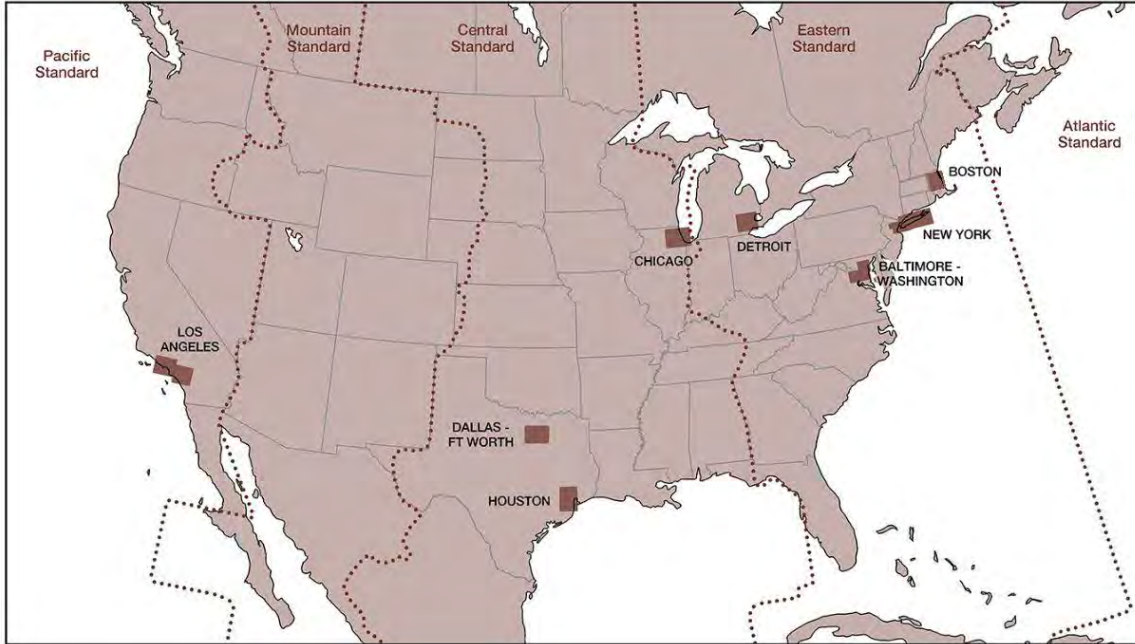 Pacific
Standard
Mountain
Standard
Central
Standard
Eastern
Standard
Atlantic
Standard
BOSTON
NEW YORK
DETROIT
CHICAGO
BALTIMORE -
WASHINGTON
LOS
ANGELES
DALLAS -
FT WORTH
HOUSTON